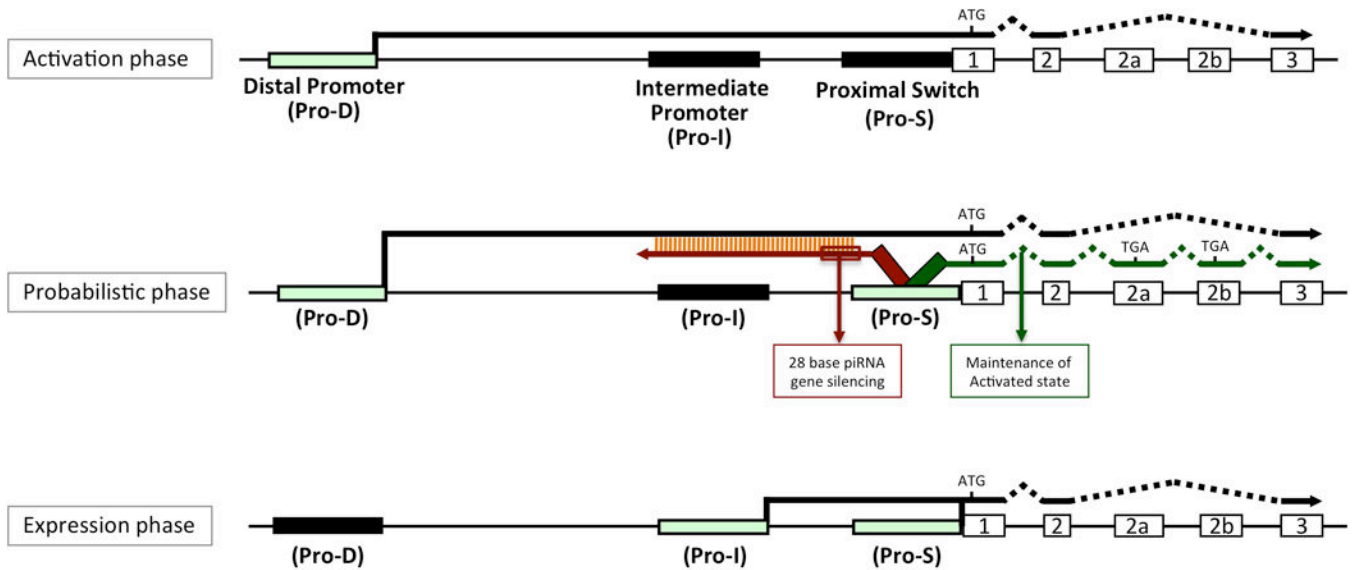 ATG
Activation phase
1 2 2a 2b 3
Distal Promoter
(Pro-D)
Intermediate
Promoter
(Pro-I)
Proximal Switch
(Pro-S)
ATG
ATG TGA TGA
Probabilistic phase
1 2 2a 2b 3
(Pro-D) (Pro-I) (Pro-S)
28 base piRNA
gene silencing
Maintenance of
Activated state
ATG
Expression phase
1 2 2a 2b 3
(Pro-D) (Pro-I) (Pro-S)